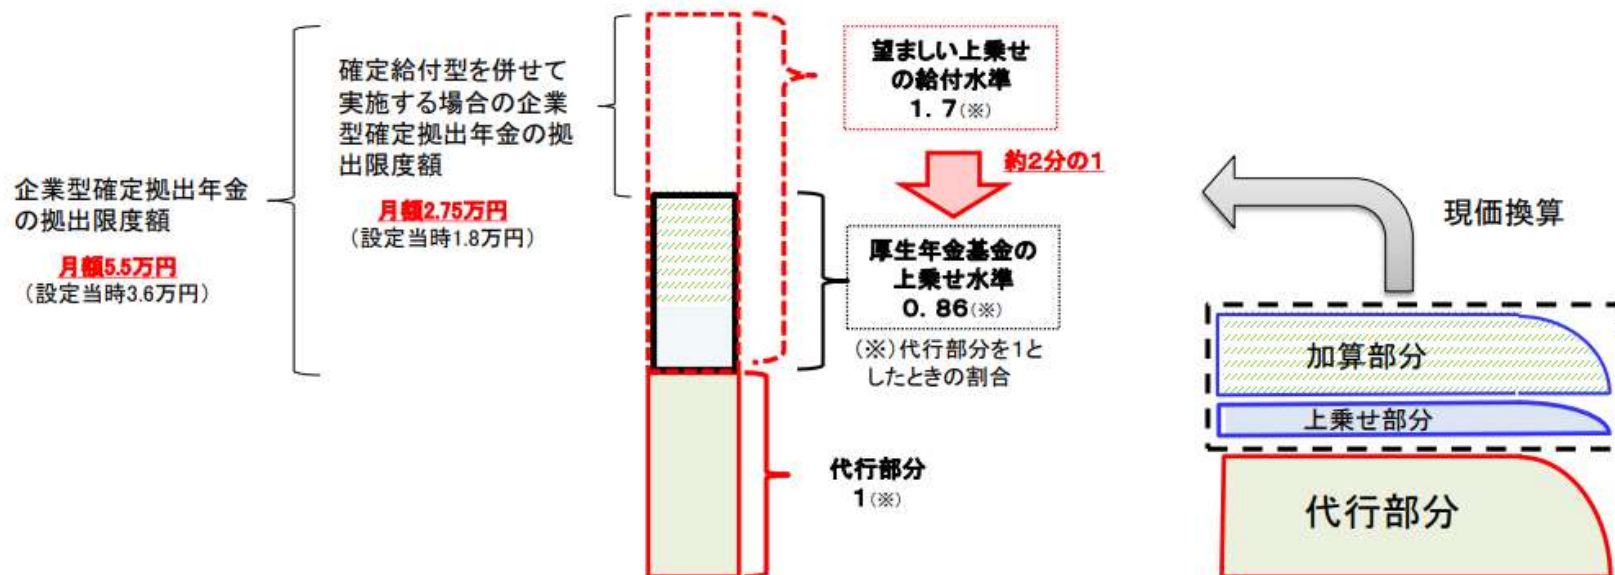 企業型確定拠出年金
の拠出限度額
月額5.5万円
（設定当時3.6万円）
確定給付型を併せて
実施する場合の企業
型確定拠出年金の拠
出限度額
月額2.75万円
（設定当時1.8万円）
望ましい上乗せ
の給付水準
1．7（※）
約2分の1
厚生年金基金の
上乗せ水準
0．86（※）
（※）代行部分を1と
したときの割合
代行部分
1（※）
現価換算
加算部分
上乗せ部分
代行部分